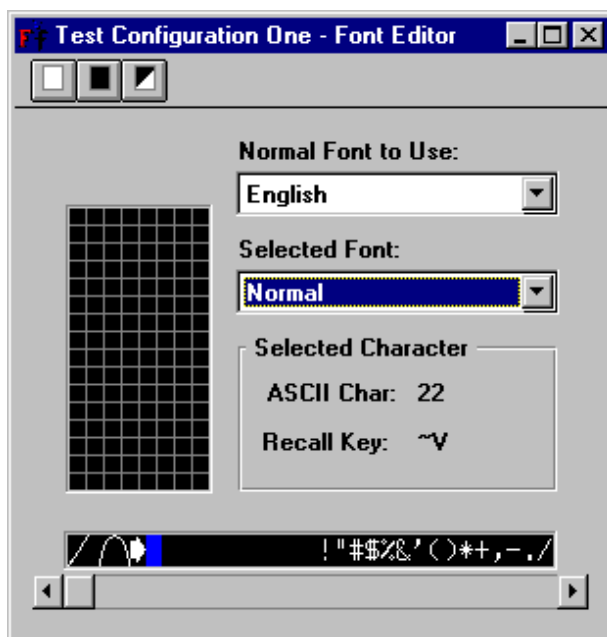 Test Configuration One - Font Editor
Normal Font to Use:
English
Selected Font:
Normal
Selected Character
ASCII Char: 22
Recall Key: ~V
!"#$%&'()*+,-./